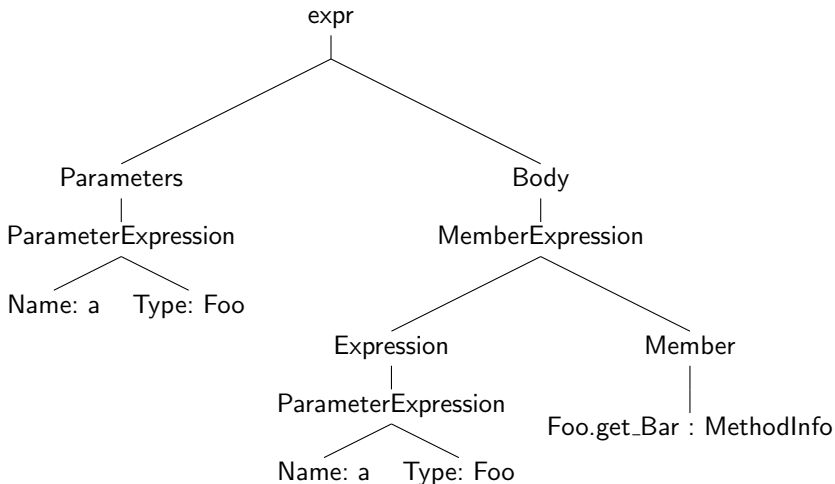 expr
Parameters Body
ParameterExpression MemberExpression
Name: a Type: Foo
Expression Member
ParameterExpression
Foo.get_Bar : MethodInfo
Name: a Type: Foo